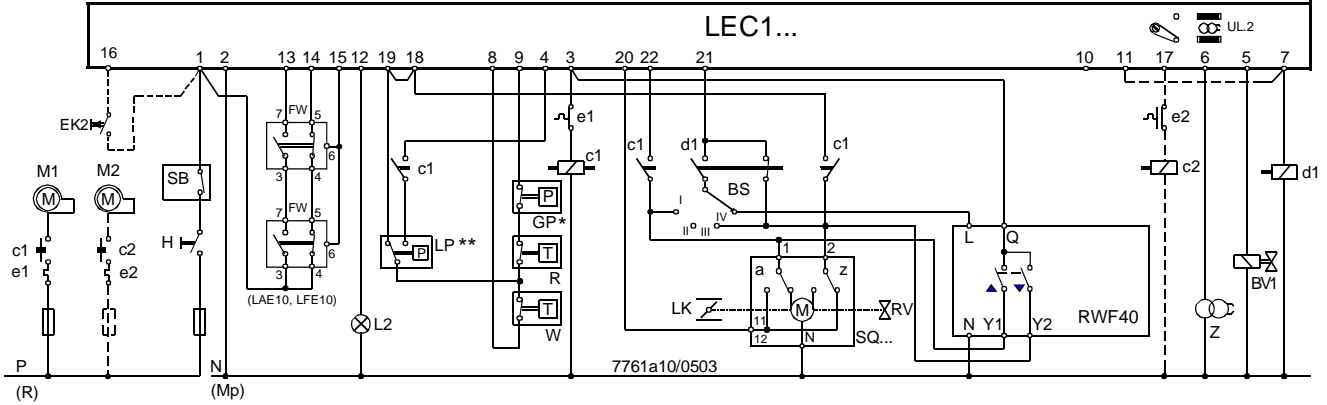 LEC1...
UL.2
16 1 2 13 14 15 12 19 18 8 9 4 3 20 22 21 10 11 17 6 5 7
7 FW 5
EK2
e1
e2
6
c1
c1 d1 c1
c2
d1
3 4
c1
BS
M1 M2
SB
M M
P
GP*
I
II III IV
7 FW 5
H
LP **
P
L Q
c1 c2
6
T
1 2
e1 e2
R
a z
BV1
3 4
(LAE10, LFE10)
T
LK
M
RV
L2
W
11
12
N
SQ...
N Y1 Y2
RWF40
Z
P
N
7761a10/0503
(R)
(Mp)